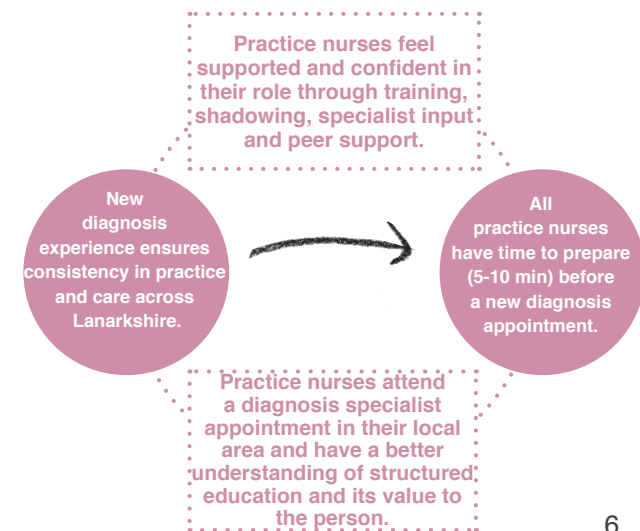 Practice nurses feel
supported and confident in
their role through training,
shadowing, specialist input
and peer support.
New
diagnosis
experience ensures
consistency in practice
and care across
Lanarkshire.
All
practice nurses
have time to prepare
(5-10 min) before
a new diagnosis
appointment.
Practice nurses attend
a diagnosis specialist
appointment in their local
area and have a better
understanding of structured
education and its value to
the person.
6